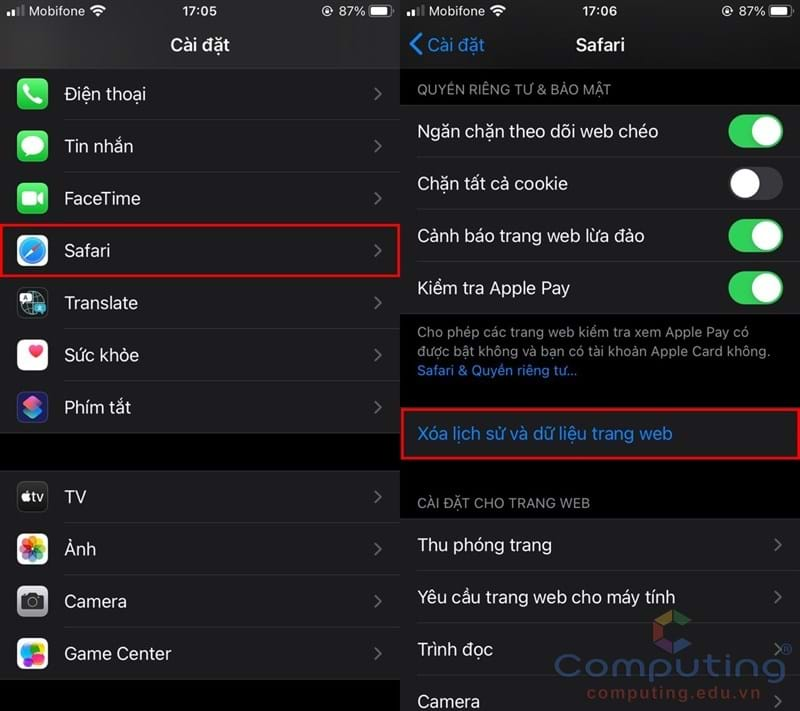 Mobifone 17:05 87%
Cài đặt
Điện thoại
Tin nhắn
FaceTime
Safari
Translate
Sức khỏe
Phím tắt
tv TV
Ảnh
Camera
Game Center
Mobifone 17:06 87%
Cài đặt Safari
QUYỀN RIÊNG TƯ & BẢO MẬT
Ngăn chặn theo dõi web chéo
Chặn tất cả cookie
Cảnh báo trang web lừa đảo
Kiểm tra Apple Pay
Cho phép các trang web kiểm tra xem Apple Pay có
được bật không và bạn có tài khoản Apple Card không.
Safari & Quyền riêng tư...
Xóa lịch sử và dữ liệu trang web
CÀI ĐẶT CHO TRANG WEB
Thu phóng trang
Yêu cầu trang web cho máy tính
Trình đọc
Camera
Computing®
computing.edu.vn